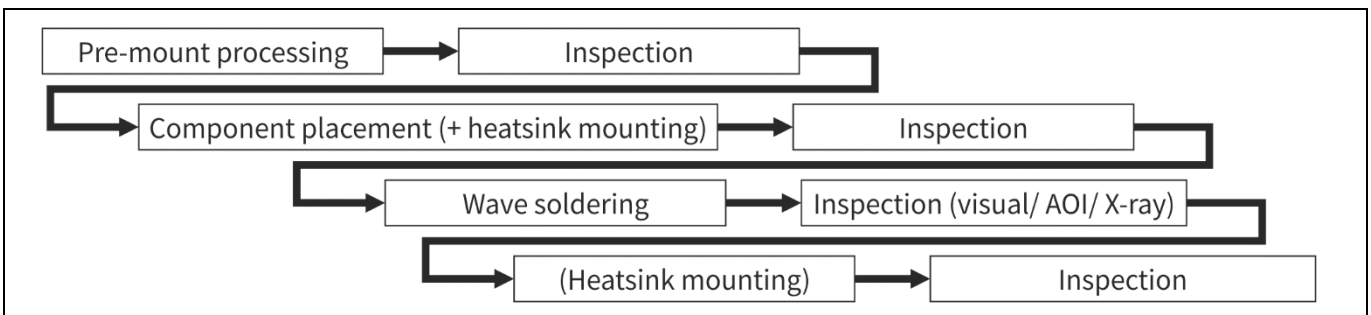 Pre-mount processing
Inspection
Component placement (+ heatsink mounting)
Inspection
Wave soldering
Inspection (visual/ AOI/ X-ray)
(Heatsink mounting)
Inspection